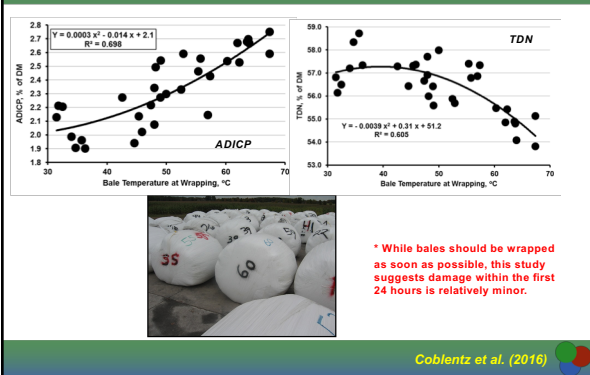 2.8
2.7
2.6
2.5
2.4
2.3
2.2
2.1
2.0
1.9
1.8
ADICP, % of DM
Y = 0.0003 x² - 0.014 x + 2.1
R² = 0.698
ADICP
30
40
50
60
70
Bale Temperature at Wrapping, ºC
59.0
58.0
57.0
56.0
55.0
54.0
53.0
TDN, % of DM
TDN
Y = - 0.0039 x² + 0.31 x + 51.2
R² = 0.605
30
40
50
60
70
Bale Temperature at Wrapping, ºC
55
60
* While bales should be wrapped
as soon as possible, this study
suggests damage within the first
24 hours is relatively minor.
Coblentz et al. (2016)